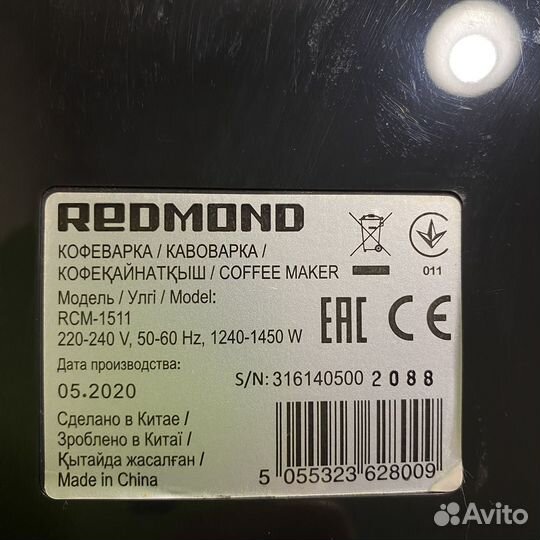 REDMOND
КОФЕВАРКА / КАВОВАРКА /
КОФЕҚАЙНАТҚЫШ / COFFEE MAKER
011
Модель / Улгі / Model:
RCM-1511
220-240 V, 50-60 Hz, 1240-1450 W
EAC CE
Дата производства:
05.2020
S/N: 316140500 2088
Сделано в Китае /
Зроблено в Китаї /
Қытайда жасалған /
Made in China
5 055323 628009
Avito